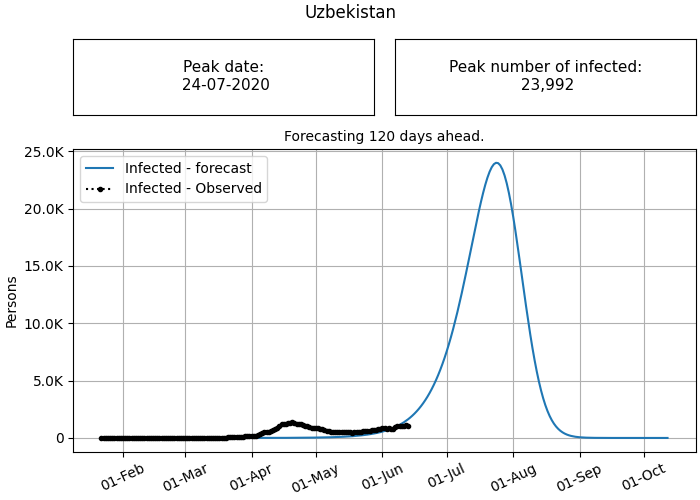 Uzbekistan
Peak date:
24-07-2020
Peak number of infected:
23,992
Forecasting 120 days ahead.
25.0K
20.0K
15.0K
10.0K
5.0K
0
Persons
Infected - forecast
Infected - Observed
01-Feb
01-Mar
01-Apr
01-May
01-Jun
01-Jul
01-Aug
01-Sep
01-Oct